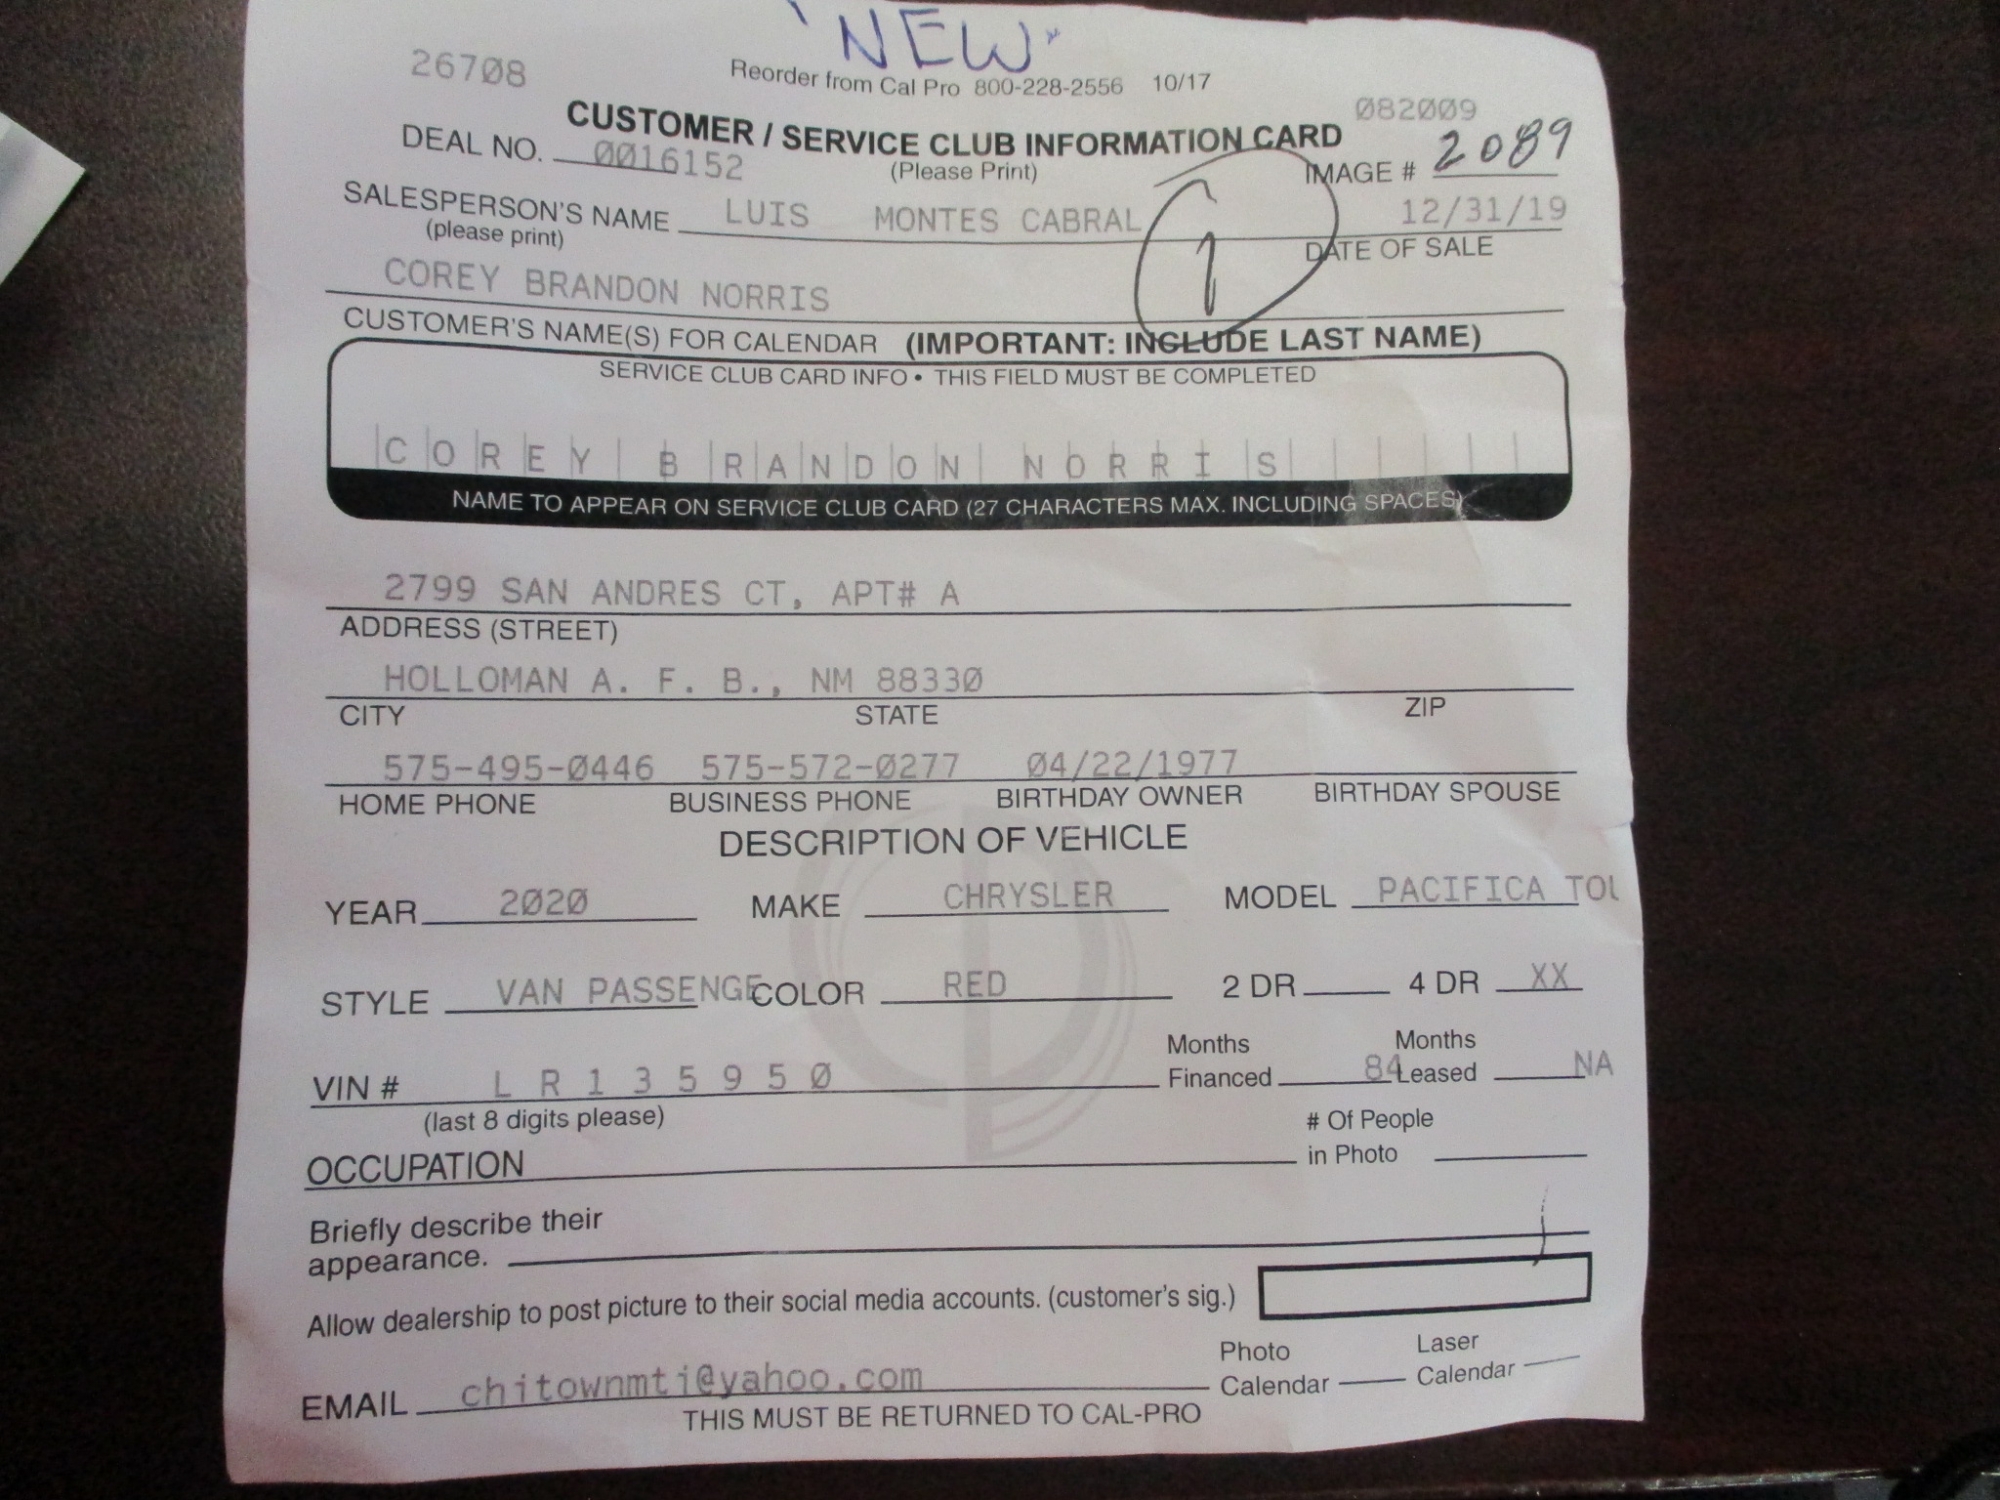 "NEW"
26708
Reorder from Cal Pro 800-228-2556 10/17
082009
CUSTOMER / SERVICE CLUB INFORMATION CARD
DEAL NO. 0016152 (Please Print) IMAGE # 2089
SALESPERSON'S NAME LUIS MONTES CABRAL 12/31/19
(please print) DATE OF SALE
1
COREY BRANDON NORRIS
CUSTOMER'S NAME(S) FOR CALENDAR (IMPORTANT: INCLUDE LAST NAME)
SERVICE CLUB CARD INFO • THIS FIELD MUST BE COMPLETED
COREY BRANDON NORRIS
NAME TO APPEAR ON SERVICE CLUB CARD (27 CHARACTERS MAX. INCLUDING SPACES)
2799 SAN ANDRES CT, APT# A
ADDRESS (STREET)
HOLLOMAN A. F. B., NM 88330
CITY STATE ZIP
575-495-0446 575-572-0277 04/22/1977
HOME PHONE BUSINESS PHONE BIRTHDAY OWNER BIRTHDAY SPOUSE
DESCRIPTION OF VEHICLE
YEAR 2020 MAKE CHRYSLER MODEL PACIFICA TOU
STYLE VAN PASSENGE COLOR RED 2 DR 4 DR XX
Months Months
VIN # L R 1 3 5 9 5 0 Financed 84 Leased NA
(last 8 digits please) # Of People
OCCUPATION in Photo
Briefly describe their
appearance.
Allow dealership to post picture to their social media accounts. (customer's sig.)
Photo Laser
EMAIL chitownmti@yahoo.com Calendar Calendar
THIS MUST BE RETURNED TO CAL-PRO